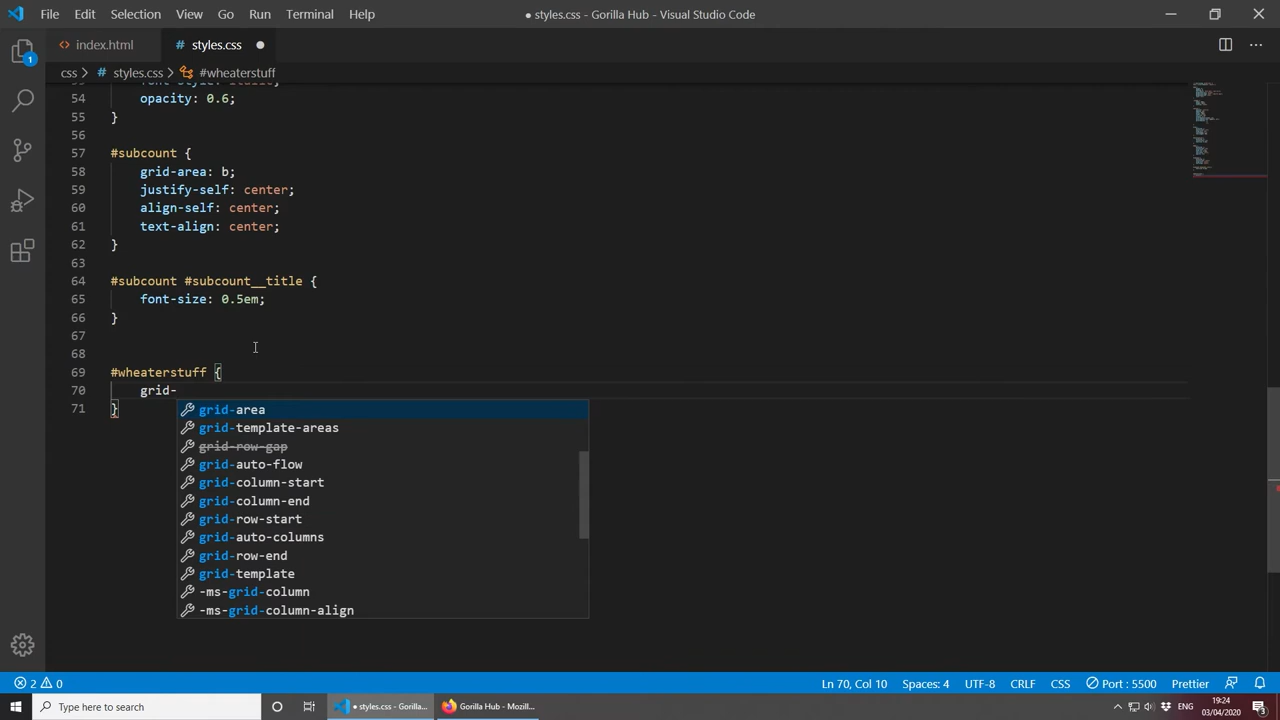 File Edit Selection View Go Run Terminal Help ● styles.css - Gorilla Hub - Visual Studio Code
<> index.html # styles.css ●
css > # styles.css > #wheaterstuff
53 font-style: italic;
54 opacity: 0.6;
55 }
56
57 #subcount {
58 grid-area: b;
59 justify-self: center;
60 align-self: center;
61 text-align: center;
62 }
63
64 #subcount #subcount__title {
65 font-size: 0.5em;
66 }
67
68
69 #wheaterstuff {
70 grid-
71 }
grid-area
grid-template-areas
grid-row-gap
grid-auto-flow
grid-column-start
grid-column-end
grid-row-start
grid-auto-columns
grid-row-end
grid-template
-ms-grid-column
-ms-grid-column-align
1
2 0 Ln 70, Col 10 Spaces: 4 UTF-8 CRLF CSS Port : 5500 Prettier
Type here to search ● styles.css - Gorilla... Gorilla Hub - Mozill... ENG 19:24
03/04/2020 3